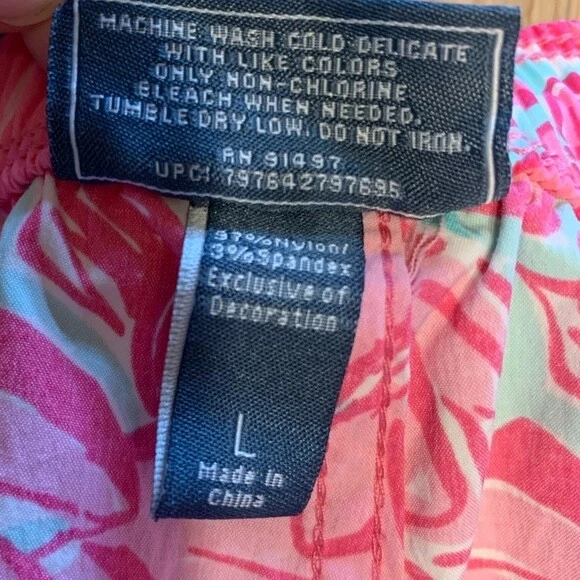 MACHINE WASH COLD DELICATE
WITH LIKE COLORS
ONLY NON-CHLORINE
BLEACH WHEN NEEDED.
TUMBLE DRY LOW. DO NOT IRON.
RN 91497
UPC: 797642797695
Nylon/
3% Spandex
Exclusive of
Decoration
L
Made in
China